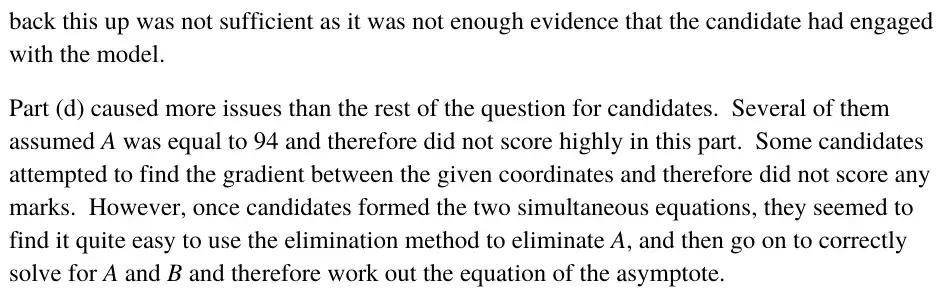 back this up was not sufficient as it was not enough evidence that the candidate had engaged
with the model.
Part (d) caused more issues than the rest of the question for candidates.  Several of them
assumed A was equal to 94 and therefore did not score highly in this part.  Some candidates
attempted to find the gradient between the given coordinates and therefore did not score any
marks.  However, once candidates formed the two simultaneous equations, they seemed to
find it quite easy to use the elimination method to eliminate A, and then go on to correctly
solve for A and B and therefore work out the equation of the asymptote.